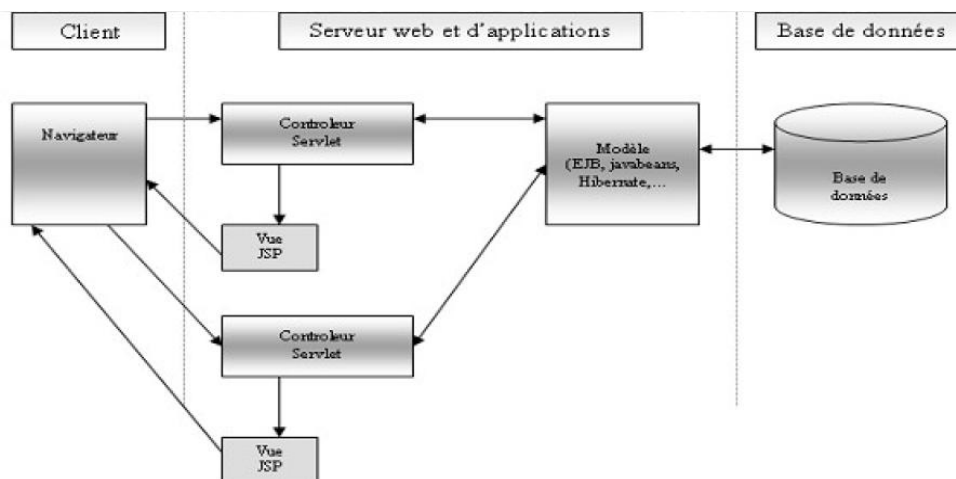 Client
Serveur web et d'applications
Base de données
Navigateur
Controleur
Servlet
Vue
JSP
Modèle
(EJB, javabeans,
Hibernate,...
Base de
données
Controleur
Servlet
Vue
JSP